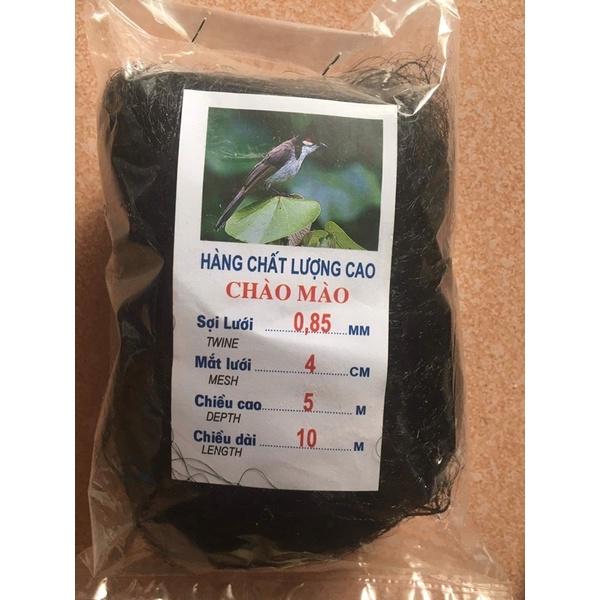 HÀNG CHẤT LƯỢNG CAO
CHÀO MÀO
Sợi Lưới ............ 0,85 MM
TWINE
Mắt lưới ............ 4 CM
MESH
Chiều cao ............ 5 M
DEPTH
Chiều dài ............ 10 M
LENGTH